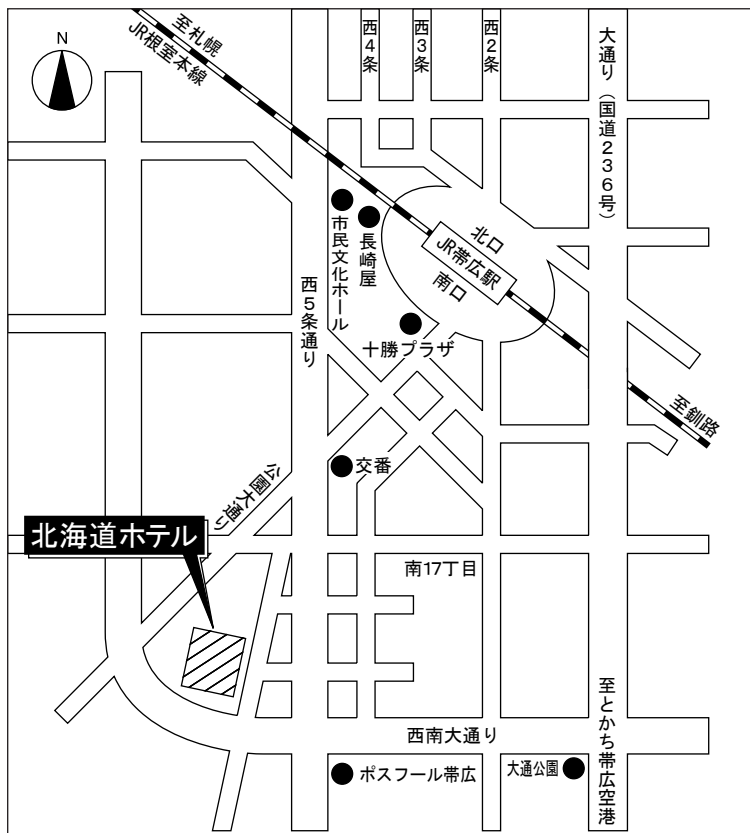 至札幌
JR根室本線
N
西4条
西3条
西2条
大通り（国道236号）
市民文化ホール
長崎屋
北口
JR帯広駅
南口
西5条通り
十勝プラザ
至釧路
交番
公園大通り
北海道ホテル
南17丁目
至とかち帯広空港
西南大通り
ポスフール帯広
大通公園